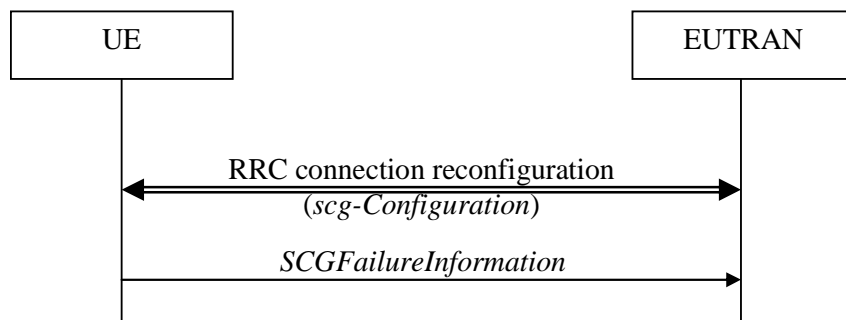 UE
EUTRAN
RRC connection reconfiguration
(scg-Configuration)
SCGFailureInformation